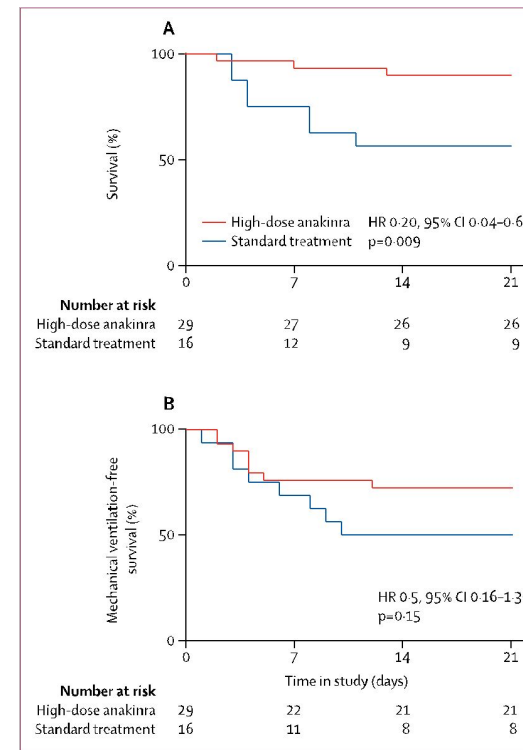 A
100
50
0
Survival (%)
High-dose anakinra HR 0·20, 95% CI 0·04–0·6
Standard treatment p=0·009
0 7 14 21
Number at risk
High-dose anakinra 29 27 26 26
Standard treatment 16 12 9 9
B
100
50
0
Mechanical ventilation-free
survival (%)
HR 0·5, 95% CI 0·16–1·3
p=0·15
0 7 14 21
Time in study (days)
Number at risk
High-dose anakinra 29 22 21 21
Standard treatment 16 11 8 8